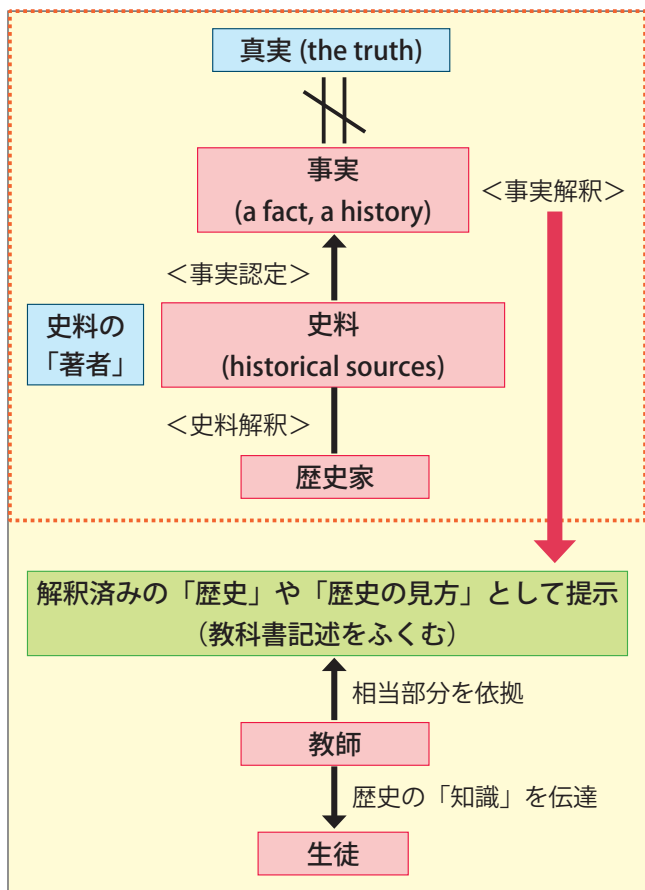 真実 (the truth)
事実
(a fact, a history)
＜事実解釈＞
＜事実認定＞
史料の
「著者」
史料
(historical sources)
＜史料解釈＞
歴史家
解釈済みの「歴史」や「歴史の見方」として提示
（教科書記述をふくむ）
相当部分を依拠
教師
歴史の「知識」を伝達
生徒